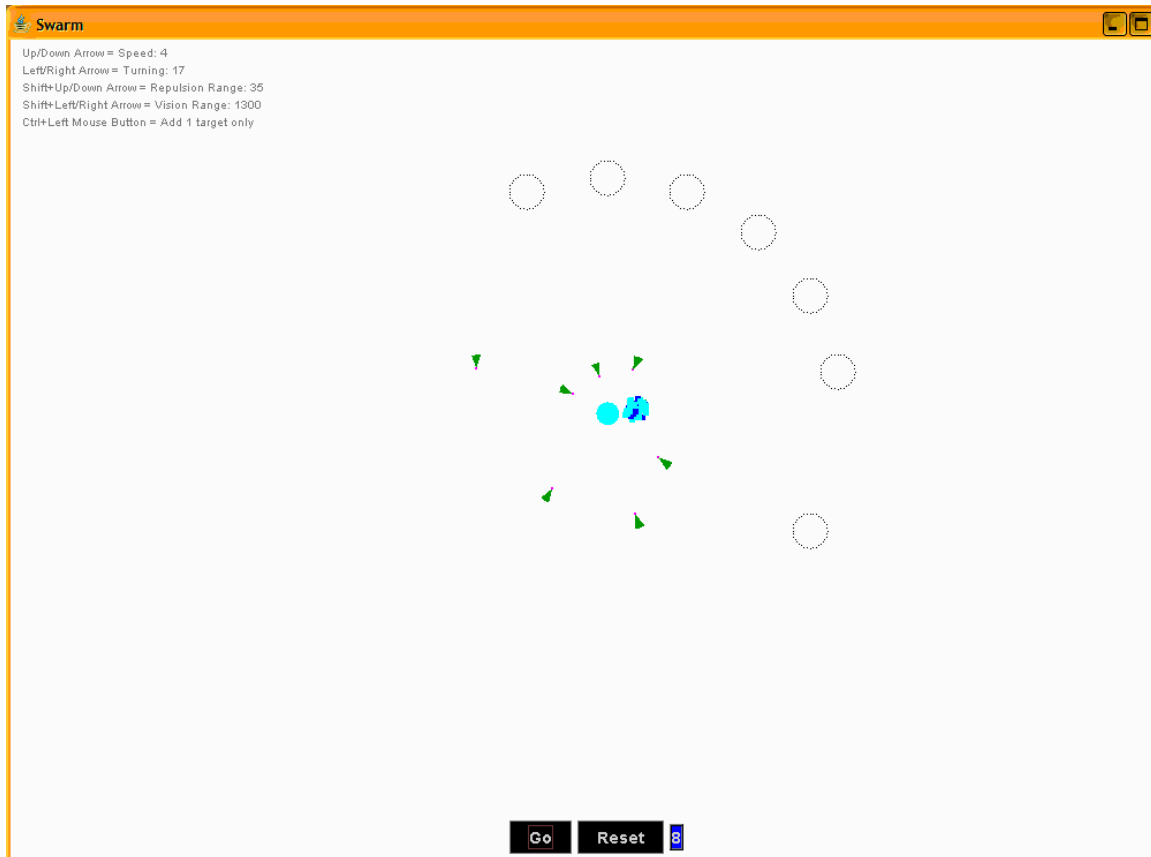 Swarm
Up/Down Arrow = Speed: 4
Left/Right Arrow = Turning: 17
Shift+Up/Down Arrow = Repulsion Range: 35
Shift+Left/Right Arrow = Vision Range: 1300
Ctrl+Left Mouse Button = Add 1 target only
Go Reset 8